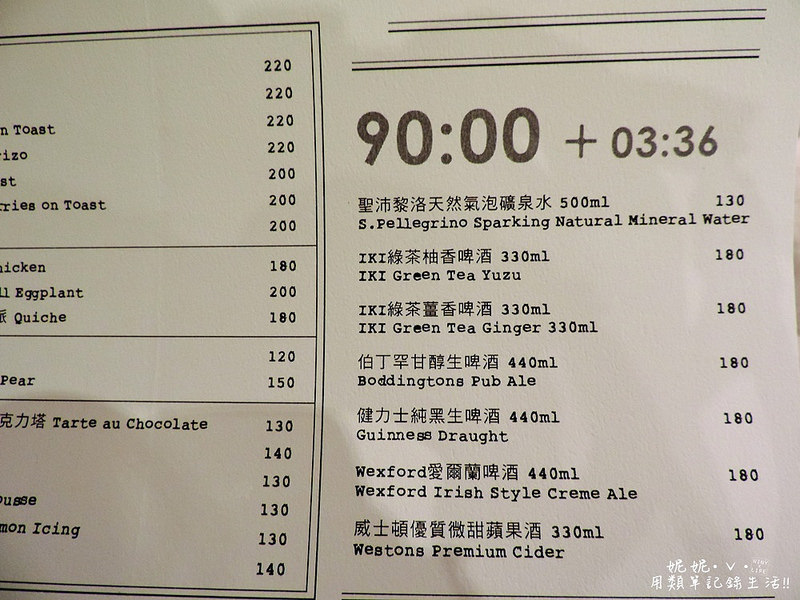 220
220
n Toast 220
rizo 220
st 200
rries on Toast 200
200
hicken 180
ll Eggplant 200
派 Quiche 180
120
Pear 150
克力塔 Tarte au Chocolate 130
140
130
ousse 130
mon Icing 130
140
90:00 + 03:36
聖沛黎洛天然氣泡礦泉水 500ml 130
S.Pellegrino Sparking Natural Mineral Water
IKI綠茶柚香啤酒 330ml 180
IKI Green Tea Yuzu
IKI綠茶薑香啤酒 330ml 180
IKI Green Tea Ginger 330ml
伯丁罕甘醇生啤酒 440ml 180
Boddingtons Pub Ale
健力士純黑生啤酒 440ml 180
Guinness Draught
Wexford愛爾蘭啤酒 440ml 180
Wexford Irish Style Creme Ale
威士頓優質微甜蘋果酒 330ml 180
Westons Premium Cider
妮妮·ˇ·
用類單記錄生活!!